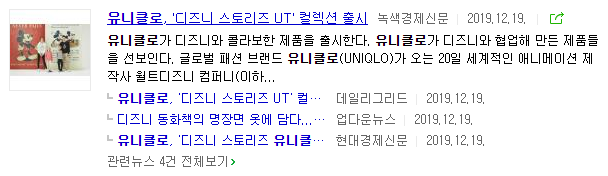 유니클로, '디즈니 스토리즈 UT' 컬렉션 출시 녹색경제신문 | 2019.12.19. |
유니클로가 디즈니와 콜라보한 제품을 출시한다. 유니클로가 디즈니와 협업해 만든 제품들
을 선보인다. 글로벌 패션 브랜드 유니클로(UNIQLO)가 오는 20일 세계적인 애니메이션 제
작사 월트디즈니 컴퍼니(이하...
유니클로, '디즈니 스토리즈 UT' 컬… 데일리그리드 | 2019.12.19.
디즈니 동화책의 명장면 옷에 담다...… 업다운뉴스 | 2019.12.19.
유니클로, '디즈니 스토리즈 유니클… 현대경제신문 | 2019.12.19.
관련뉴스 4건 전체보기>